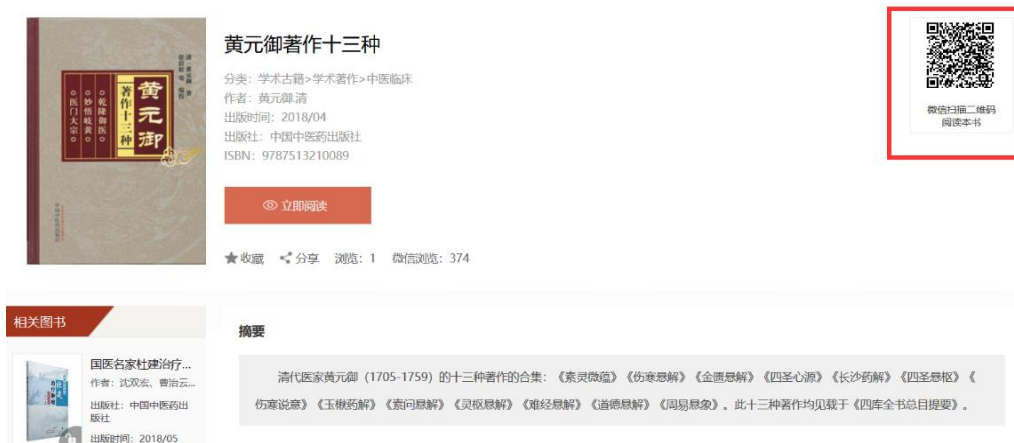 黄元御著作十三种
分类：学术古籍>学术著作>中医临床
作者：黄元御.清
出版时间：2018/04
出版社：中国中医药出版社
ISBN：9787513210089
立即阅读
收藏 分享 浏览：1 微信浏览：374
微信扫描二维码
阅读本书
黄元御
著作十三种
乾隆御医
妙悟岐黄
医门大宗
相关图书
国医名家杜建治疗...
作者：沈双宏、曹治云...
出版社：中国中医药出
版社
出版时间：2018/05
摘要
清代医家黄元御（1705-1759）的十三种著作的合集：《素灵微蕴》《伤寒悬解》《金匮悬解》《四圣心源》《长沙药解》《四圣悬枢》《
伤寒说意》《玉楸药解》《素问悬解》《灵枢悬解》《难经悬解》《道德悬解》《周易悬象》。此十三种著作均见载于《四库全书总目提要》。